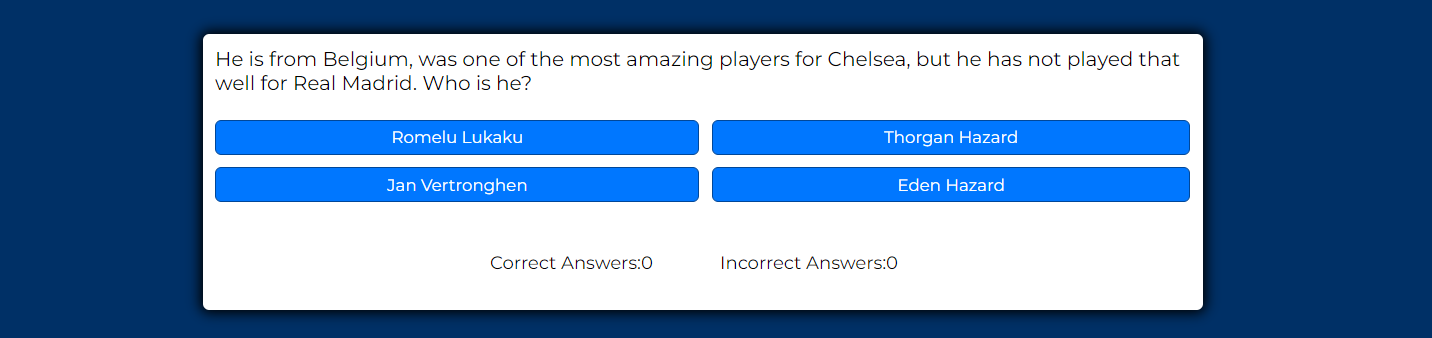 He is from Belgium, was one of the most amazing players for Chelsea, but he has not played that
well for Real Madrid. Who is he?
Romelu Lukaku
Thorgan Hazard
Jan Vertronghen
Eden Hazard
Correct Answers:0
Incorrect Answers:0